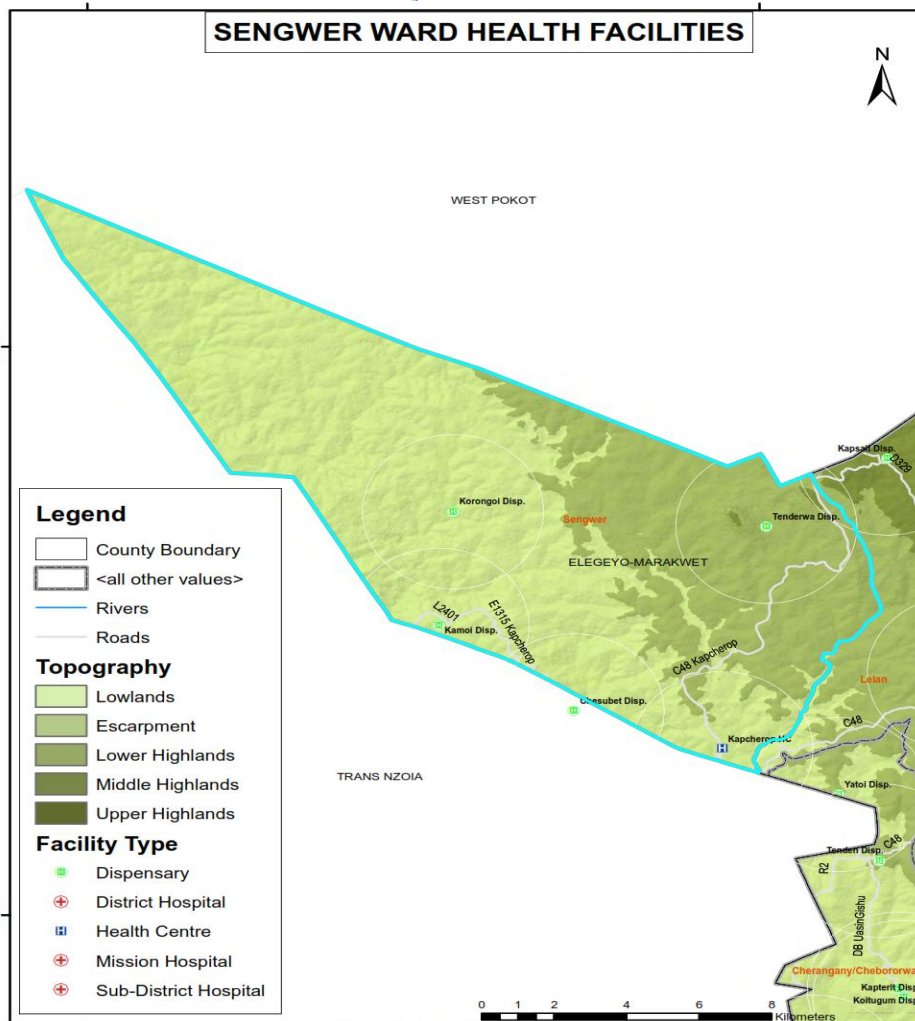 SENGWER WARD HEALTH FACILITIES
N
WEST POKOT
Kapsait Disp.
D329
Korongoi Disp.
Sengwer
Tenderwa Disp.
ELEGEYO-MARAKWET
L2401
E1315 Kapcherop
Kamoi Disp.
C48 Kapcherop
Lelan
Chesubet Disp.
C48
Kapcherop HC
TRANS NZOIA
Yatoi Disp.
C48
Tenden Disp.
R2
DB UasinGishu
Cherangany/Chebororwa
Kapterit Disp
Koitugum Disp
Legend
County Boundary
<all other values>
Rivers
Roads
Topography
Lowlands
Escarpment
Lower Highlands
Middle Highlands
Upper Highlands
Facility Type
Dispensary
District Hospital
Health Centre
Mission Hospital
Sub-District Hospital
0 1 2 4 6 8
Kilometers